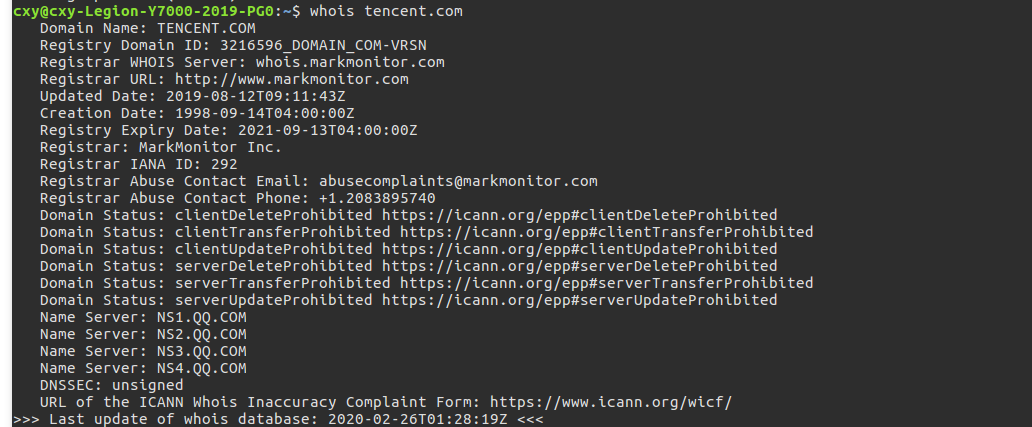 cxy@cxy-Legion-Y7000-2019-PG0:~$ whois tencent.com
Domain Name: TENCENT.COM
Registry Domain ID: 3216596_DOMAIN_COM-VRSN
Registrar WHOIS Server: whois.markmonitor.com
Registrar URL: http://www.markmonitor.com
Updated Date: 2019-08-12T09:11:43Z
Creation Date: 1998-09-14T04:00:00Z
Registry Expiry Date: 2021-09-13T04:00:00Z
Registrar: MarkMonitor Inc.
Registrar IANA ID: 292
Registrar Abuse Contact Email: abusecomplaints@markmonitor.com
Registrar Abuse Contact Phone: +1.2083895740
Domain Status: clientDeleteProhibited https://icann.org/epp#clientDeleteProhibited
Domain Status: clientTransferProhibited https://icann.org/epp#clientTransferProhibited
Domain Status: clientUpdateProhibited https://icann.org/epp#clientUpdateProhibited
Domain Status: serverDeleteProhibited https://icann.org/epp#serverDeleteProhibited
Domain Status: serverTransferProhibited https://icann.org/epp#serverTransferProhibited
Domain Status: serverUpdateProhibited https://icann.org/epp#serverUpdateProhibited
Name Server: NS1.QQ.COM
Name Server: NS2.QQ.COM
Name Server: NS3.QQ.COM
Name Server: NS4.QQ.COM
DNSSEC: unsigned
URL of the ICANN Whois Inaccuracy Complaint Form: https://www.icann.org/wicf/
>>> Last update of whois database: 2020-02-26T01:28:19Z <<<